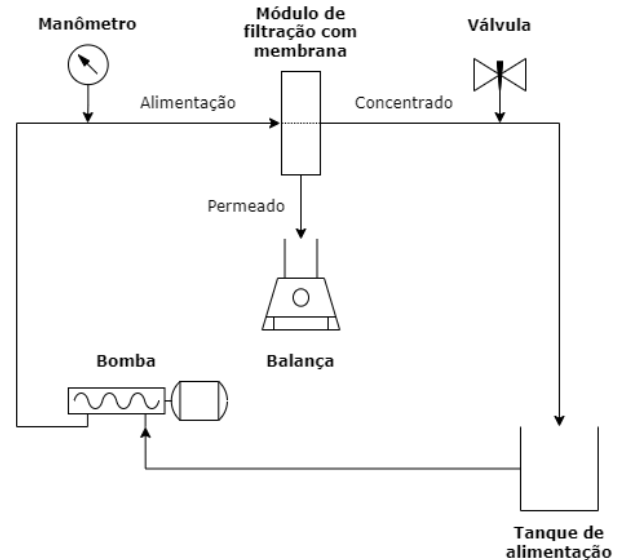 Manômetro
Módulo de
filtração com
membrana
Válvula
Alimentação
Concentrado
Permeado
Bomba
Balança
Tanque de
alimentação